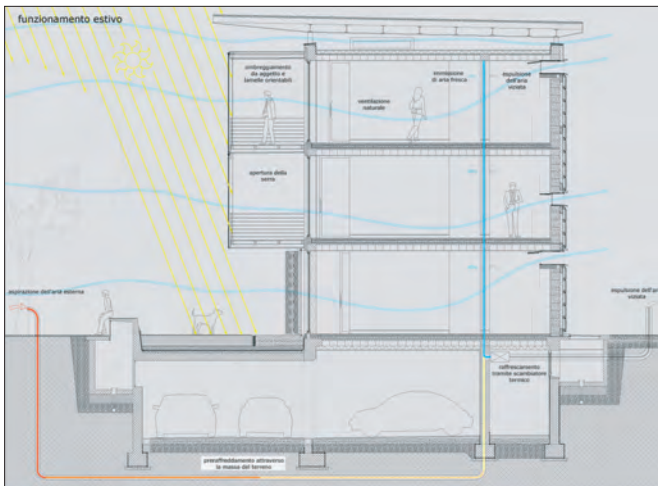 funzionamento estivo
ombreggiamento
da aggetto e
lamelle orientabili
ventilazione
naturale
immissione
di aria fresca
espulsione
dell'aria
viziata
apertura della
serra
aspirazione dell'aria esterna
espulsione dell'aria
viziata
raffrescamento
tramite scambiatore
termico
preraffreddamento attraverso
la massa del terreno